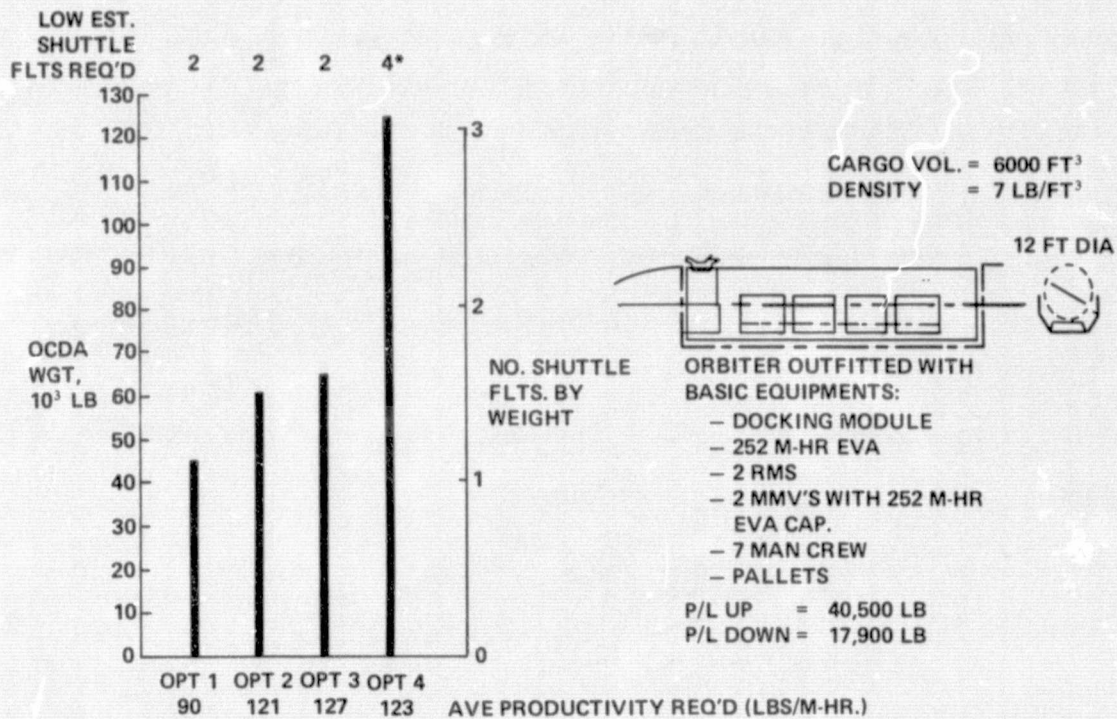 LOW EST.
SHUTTLE
FLTS REQ'D 2 2 2 4*
130
120
110
100
90
80
70
60
50
40
30
20
10
0
OCDA
WGT,
10³ LB
3
2
1
0
NO. SHUTTLE
FLTS. BY
WEIGHT
OPT 1 OPT 2 OPT 3 OPT 4
90 121 127 123 AVE PRODUCTIVITY REQ'D (LBS/M-HR.)
CARGO VOL. = 6000 FT³
DENSITY = 7 LB/FT³
12 FT DIA
ORBITER OUTFITTED WITH
BASIC EQUIPMENTS:
– DOCKING MODULE
– 252 M-HR EVA
– 2 RMS
– 2 MMV'S WITH 252 M-HR
EVA CAP.
– 7 MAN CREW
– PALLETS
P/L UP = 40,500 LB
P/L DOWN = 17,900 LB